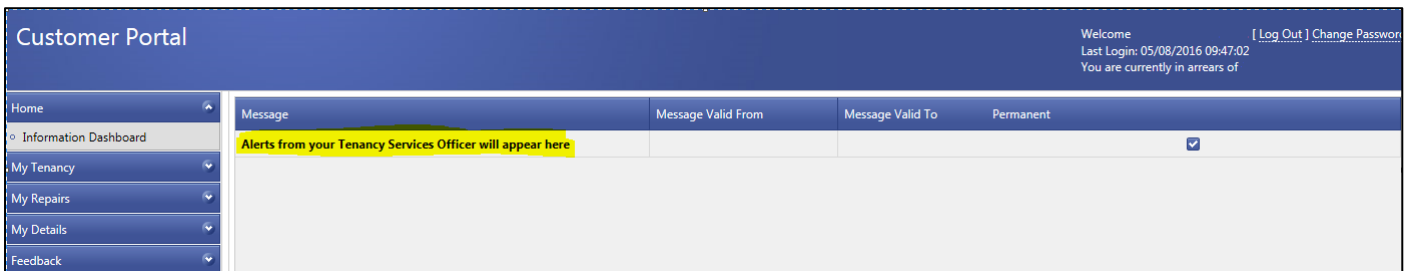 Customer Portal
Welcome [ Log Out ] Change Password
Last Login: 05/08/2016 09:47:02
You are currently in arrears of
Home
Information Dashboard
My Tenancy
My Repairs
My Details
Feedback
Message Message Valid From Message Valid To Permanent
Alerts from your Tenancy Services Officer will appear here